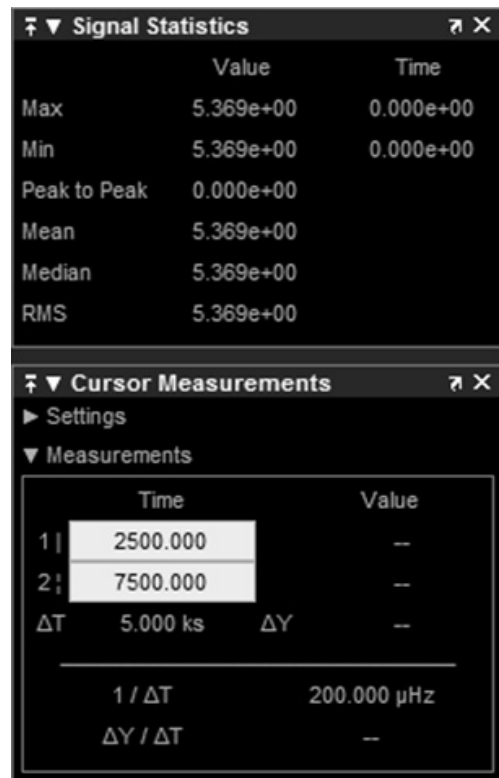 Signal Statistics
Value Time
Max 5.369e+00 0.000e+00
Min 5.369e+00 0.000e+00
Peak to Peak 0.000e+00
Mean 5.369e+00
Median 5.369e+00
RMS 5.369e+00
Cursor Measurements
Settings
Measurements
Time Value
1 | 2500.000 --
2 ¦ 7500.000 --
ΔT 5.000 ks ΔY --
1 / ΔT 200.000 µHz
ΔY / ΔT --